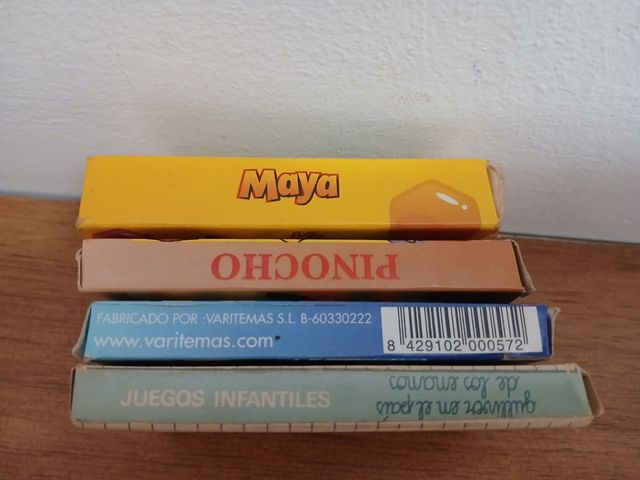 Maya
PINOCHO
FABRICADO POR :VARITEMAS S.L. B-60330222
www.varitemas.com
8 429102 000572
JUEGOS INFANTILES
gulliver en el país
de los enanos